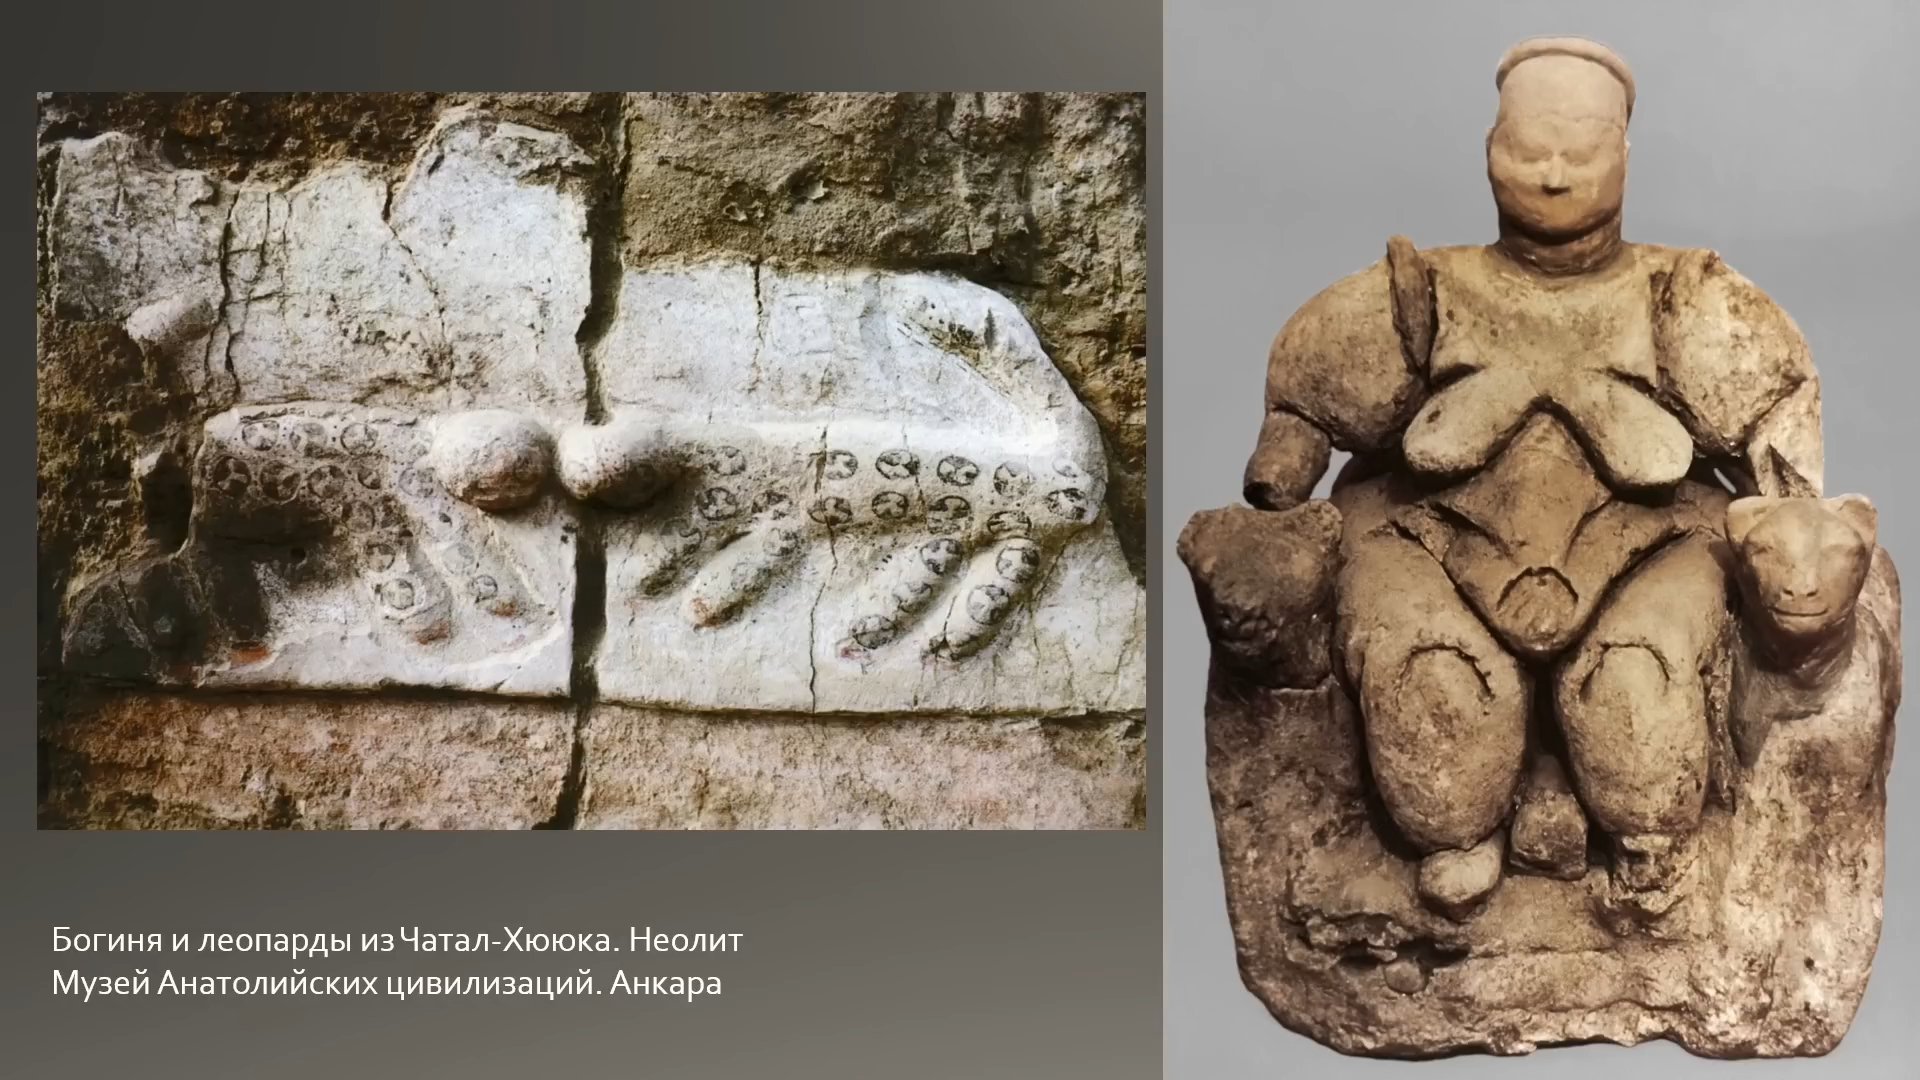 Богиня и леопарды из Чатал-Хююка. Неолит
Музей Анатолийских цивилизаций. Анкара